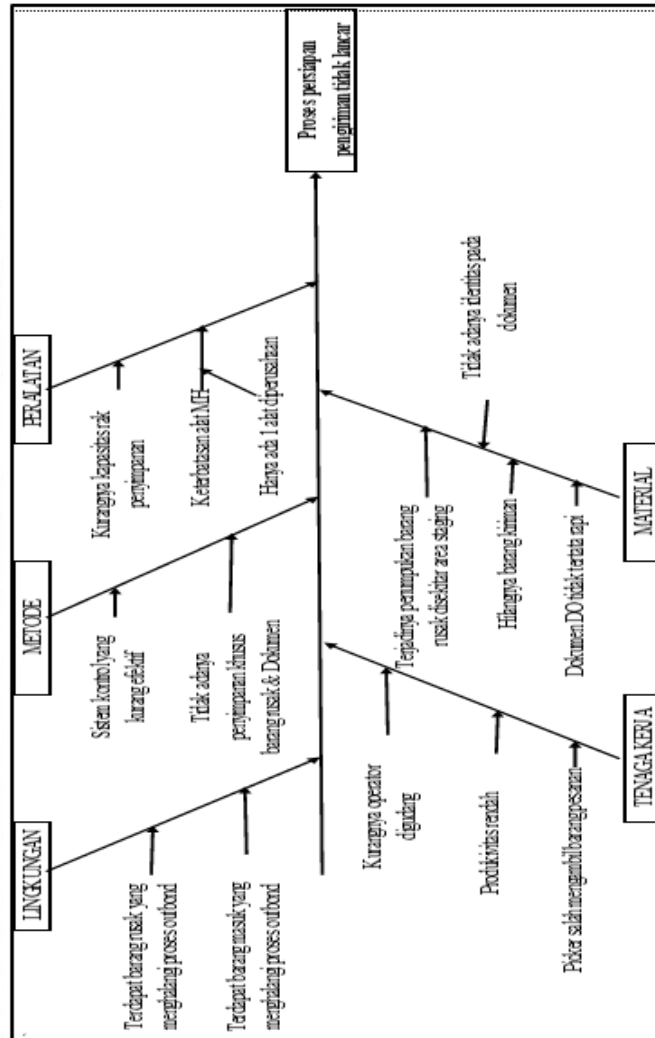 LINGKUNGAN
Terdapat barang rusak yang
menghalang proses outbond
Terdapat barang masuk yang
menghalang proses outbond
METODE
Sistem kontrol yang
kurang efektif
Tidak adanya
penyimpanan khusus
barang rusak & Dokumen
PERALATAN
Kurangnya kapasitas rak
penyimpanan
Keterbatasan alat MH
Hanya ada 1 alat diperusahaan
Proses persiapan
pengiriman tidak lancar
Kurangnya operator
digudang
Produktivitas rendah
Picker salah mengambil barang pesanan
TENAGA KERJA
Terjadinya penumpukan barang
rusak disekitar area staging
Tidak adanya identitas pada
dokumen
Hilangnya barang kiriman
Dokumen DO tidak tertata rapi
MATERIAL